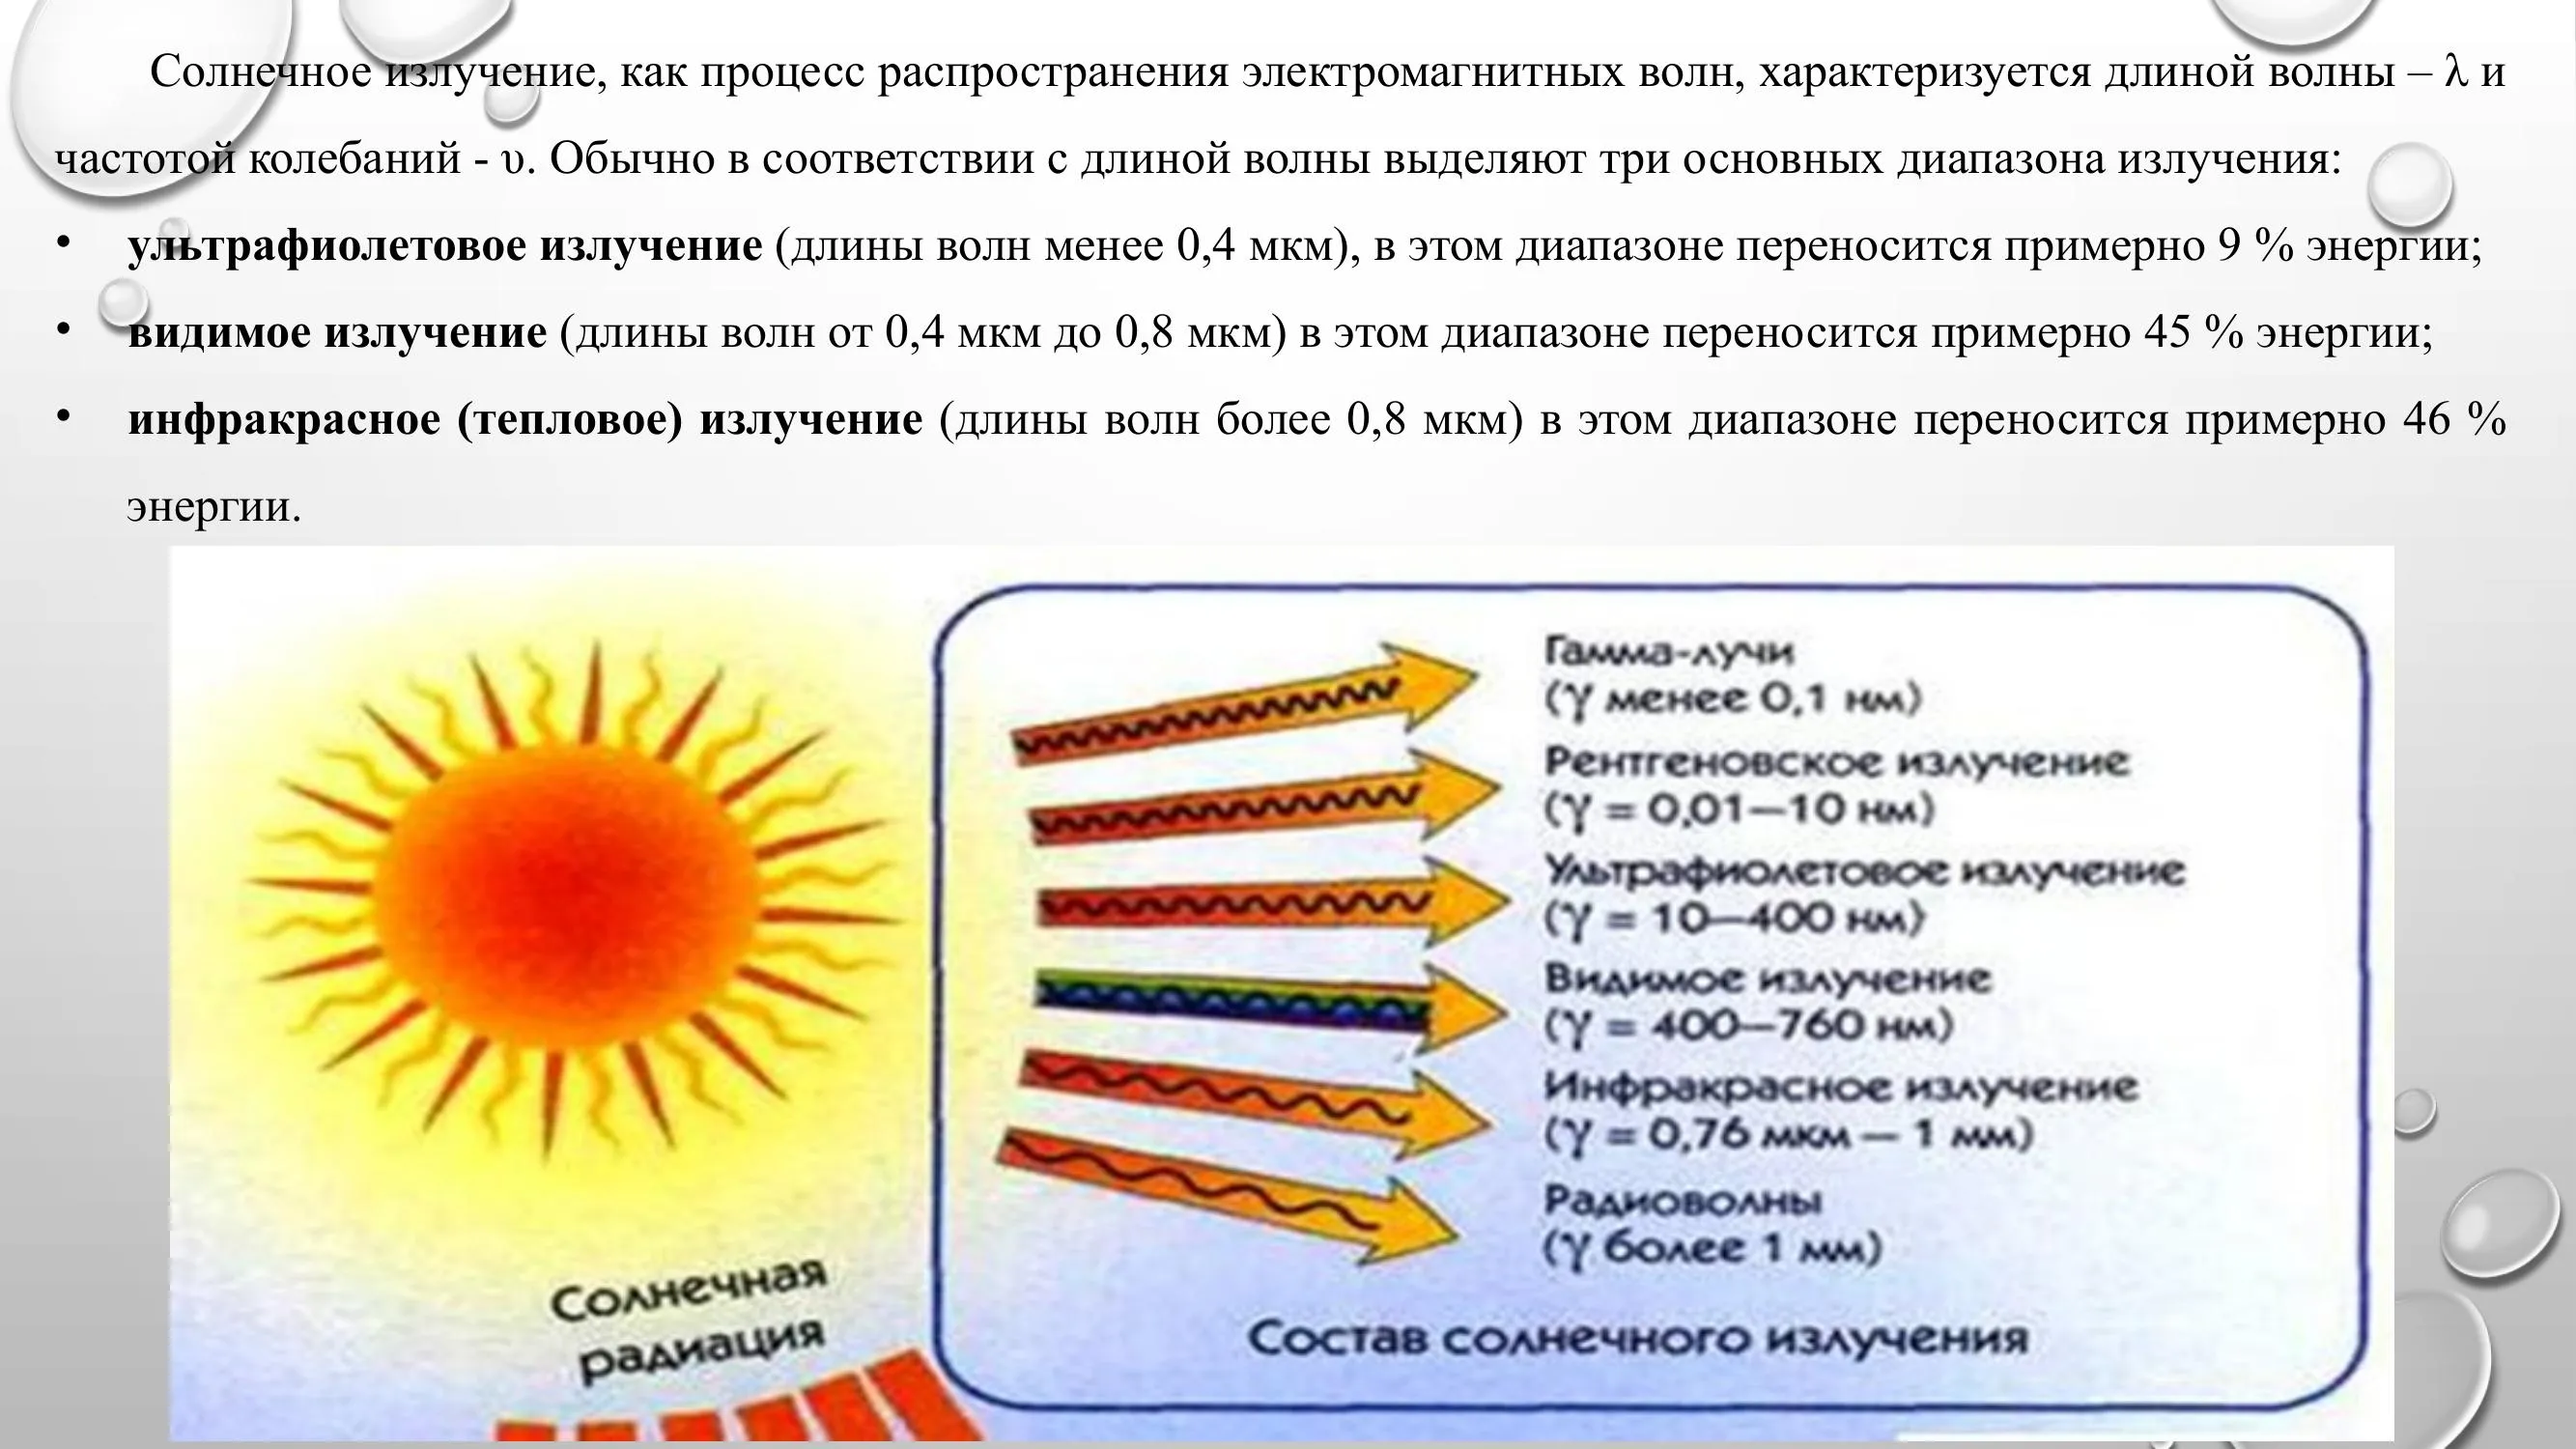 Солнечное излучение, как процесс распространения электромагнитных волн, характеризуется длиной волны – λ и
частотой колебаний - υ. Обычно в соответствии с длиной волны выделяют три основных диапазона излучения:
• ультрафиолетовое излучение (длины волн менее 0,4 мкм), в этом диапазоне переносится примерно 9 % энергии;
• видимое излучение (длины волн от 0,4 мкм до 0,8 мкм) в этом диапазоне переносится примерно 45 % энергии;
• инфракрасное (тепловое) излучение (длины волн более 0,8 мкм) в этом диапазоне переносится примерно 46 %
энергии.
Гамма-лучи
(γ менее 0,1 нм)
Рентгеновское излучение
(γ = 0,01—10 нм)
Ультрафиолетовое излучение
(γ = 10—400 нм)
Видимое излучение
(γ = 400—760 нм)
Инфракрасное излучение
(γ = 0,76 мкм — 1 мм)
Радиоволны
(γ более 1 мм)
Солнечная
радиация
Состав солнечного излучения